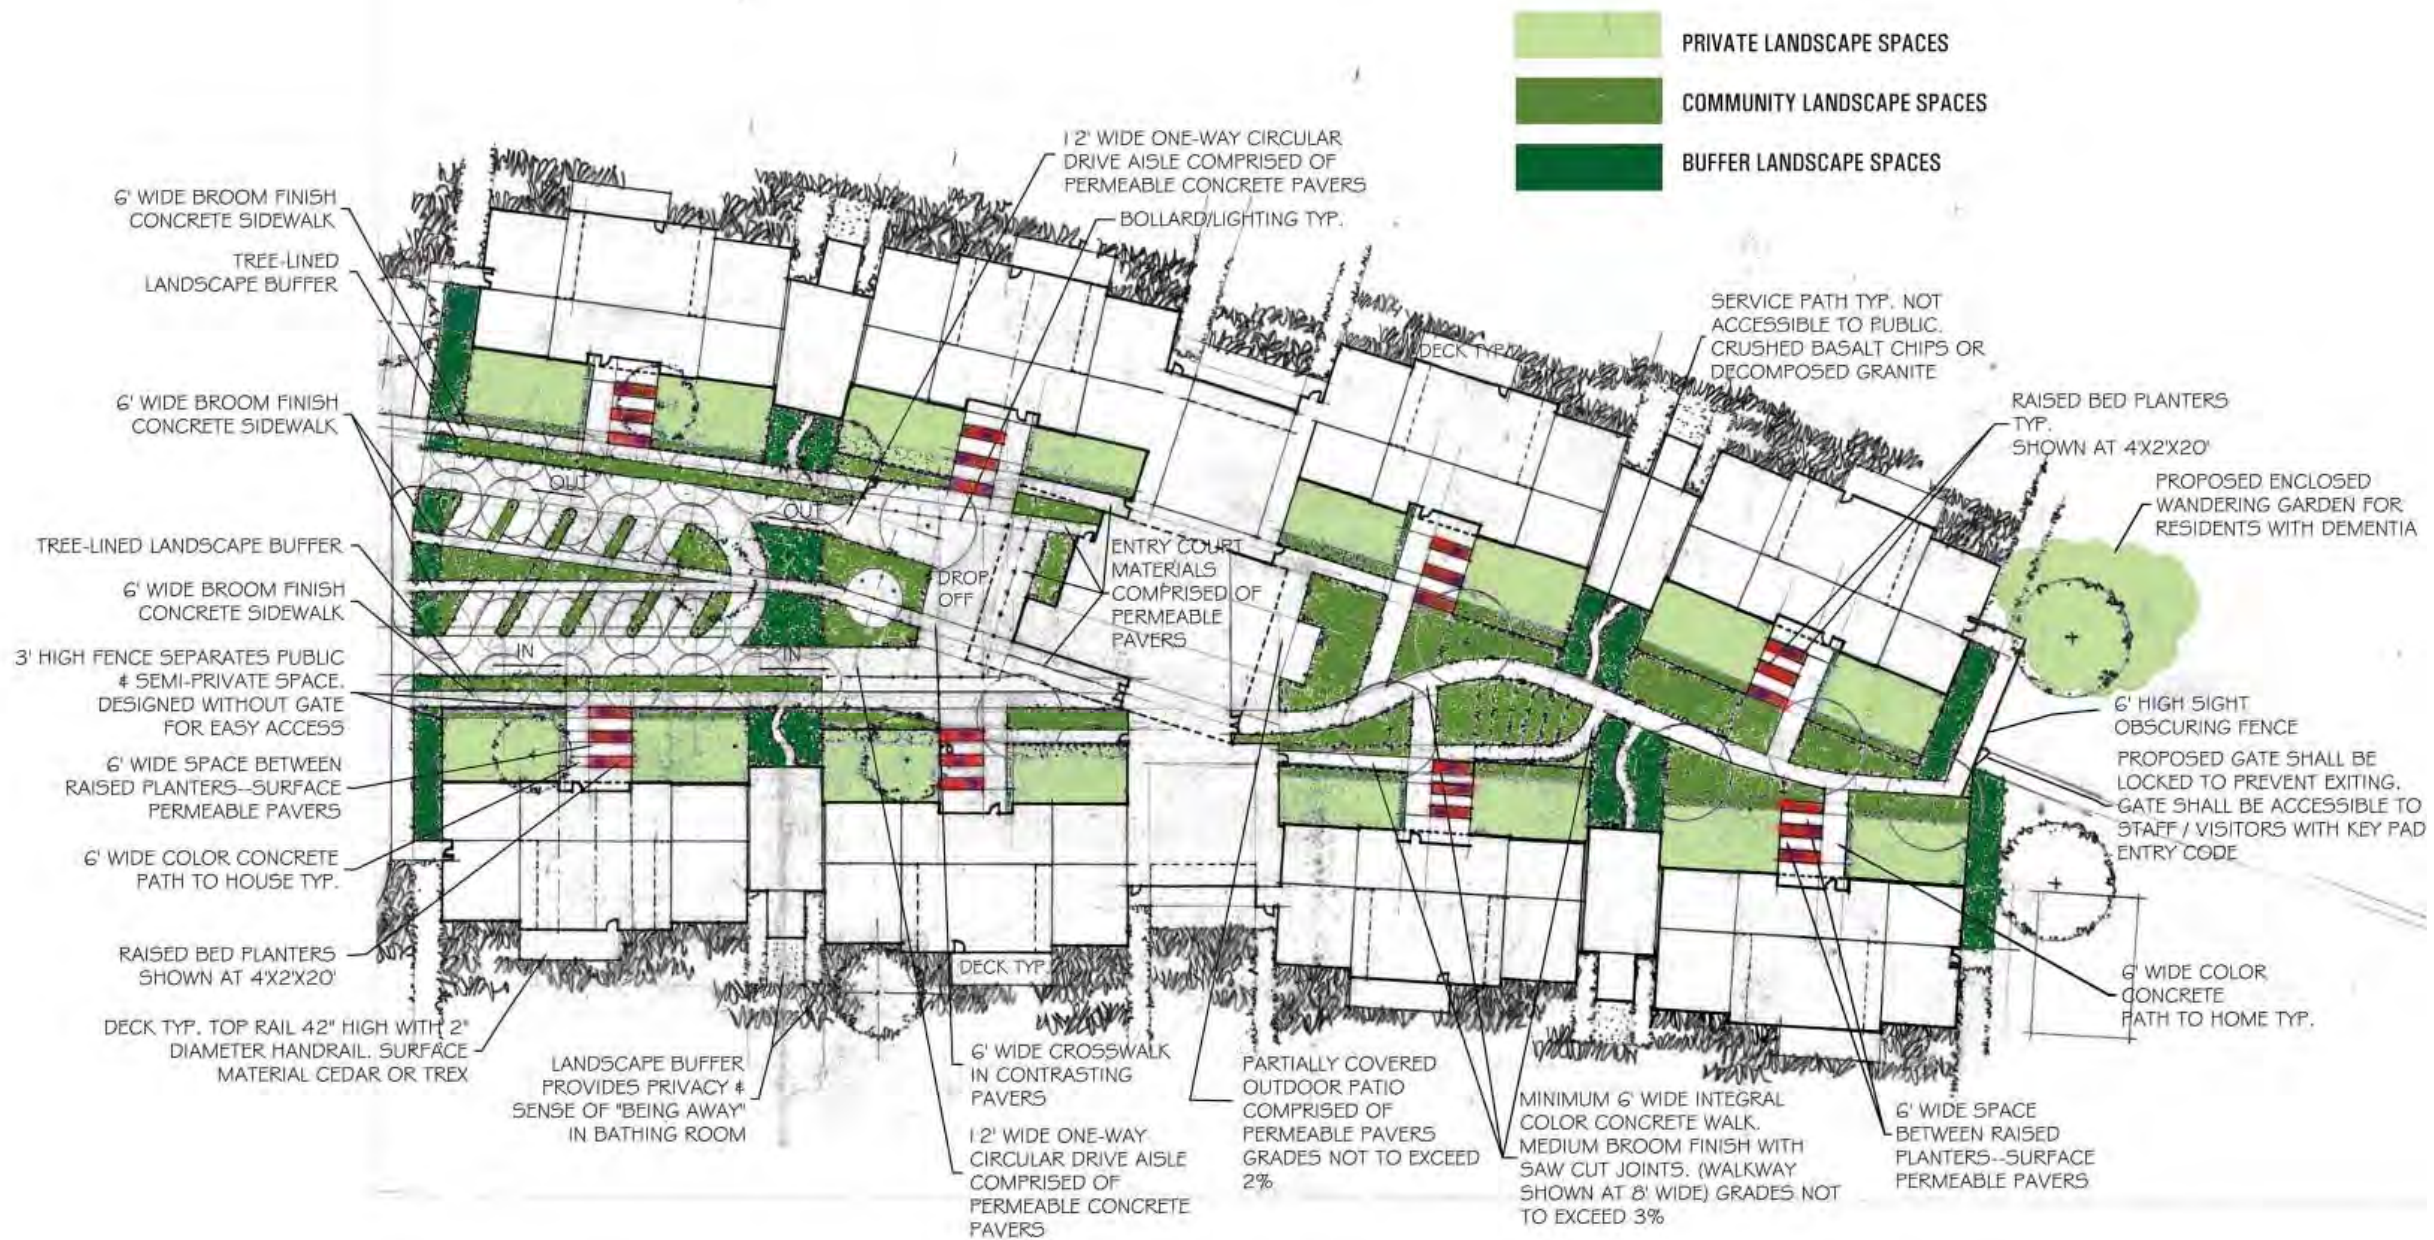 PRIVATE LANDSCAPE SPACES
COMMUNITY LANDSCAPE SPACES
BUFFER LANDSCAPE SPACES
12' WIDE ONE-WAY CIRCULAR
DRIVE AISLE COMPRISED OF
PERMEABLE CONCRETE PAVERS
BOLLARD/LIGHTING TYP.
6' WIDE BROOM FINISH
CONCRETE SIDEWALK
TREE-LINED
LANDSCAPE BUFFER
6' WIDE BROOM FINISH
CONCRETE SIDEWALK
TREE-LINED LANDSCAPE BUFFER
6' WIDE BROOM FINISH
CONCRETE SIDEWALK
3' HIGH FENCE SEPARATES PUBLIC
& SEMI-PRIVATE SPACE.
DESIGNED WITHOUT GATE
FOR EASY ACCESS
6' WIDE SPACE BETWEEN
RAISED PLANTERS--SURFACE
PERMEABLE PAVERS
6' WIDE COLOR CONCRETE
PATH TO HOUSE TYP.
RAISED BED PLANTERS
SHOWN AT 4'X2'X20'
DECK TYP. TOP RAIL 42" HIGH WITH 2"
DIAMETER HANDRAIL. SURFACE
MATERIAL CEDAR OR TREX
OUT
OUT
IN
IN
DROP
OFF
ENTRY COURT
MATERIALS
COMPRISED OF
PERMEABLE
PAVERS
DECK TYP.
SERVICE PATH TYP. NOT
ACCESSIBLE TO PUBLIC.
CRUSHED BASALT CHIPS OR
DECOMPOSED GRANITE
RAISED BED PLANTERS
TYP.
SHOWN AT 4'X2'X20'
PROPOSED ENCLOSED
WANDERING GARDEN FOR
RESIDENTS WITH DEMENTIA
6' HIGH SIGHT
OBSCURING FENCE
PROPOSED GATE SHALL BE
LOCKED TO PREVENT EXITING.
GATE SHALL BE ACCESSIBLE TO
STAFF / VISITORS WITH KEY PAD
ENTRY CODE
6' WIDE COLOR
CONCRETE
PATH TO HOME TYP.
DECK TYP.
LANDSCAPE BUFFER
PROVIDES PRIVACY &
SENSE OF "BEING AWAY"
IN BATHING ROOM
6' WIDE CROSSWALK
IN CONTRASTING
PAVERS
12' WIDE ONE-WAY
CIRCULAR DRIVE AISLE
COMPRISED OF
PERMEABLE CONCRETE
PAVERS
PARTIALLY COVERED
OUTDOOR PATIO
COMPRISED OF
PERMEABLE PAVERS
GRADES NOT TO EXCEED
2%
MINIMUM 6' WIDE INTEGRAL
COLOR CONCRETE WALK.
MEDIUM BROOM FINISH WITH
SAW CUT JOINTS. (WALKWAY
SHOWN AT 8' WIDE) GRADES NOT
TO EXCEED 3%
6' WIDE SPACE
BETWEEN RAISED
PLANTERS--SURFACE
PERMEABLE PAVERS